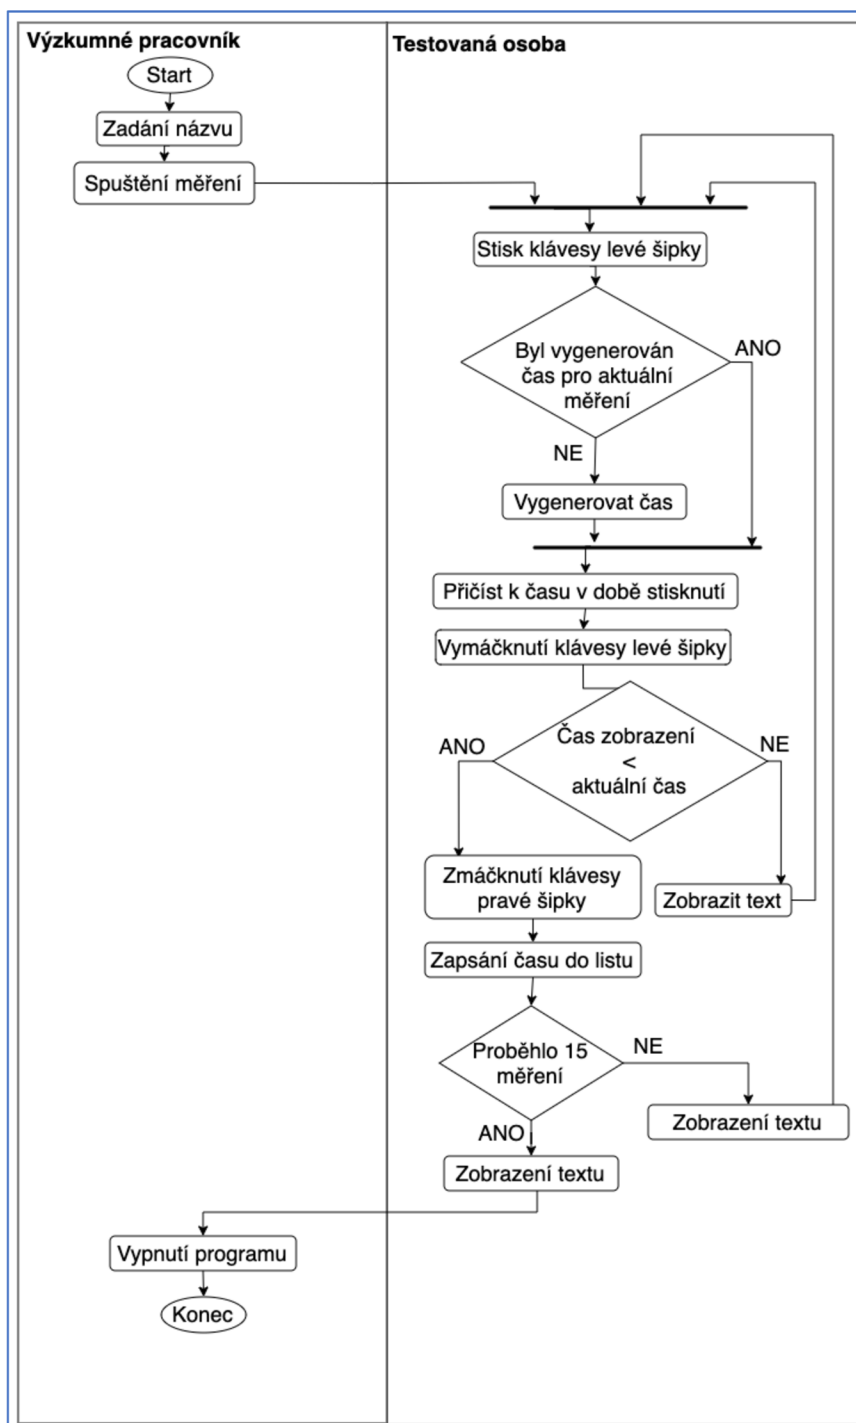 Výzkumné pracovník
Testovaná osoba
Start
Zadání názvu
Spuštění měření
Stisk klávesy levé šipky
Byl vygenerován
čas pro aktuální
měření
ANO
NE
Vygenerovat čas
Přičíst k času v době stisknutí
Vymáčknutí klávesy levé šipky
Čas zobrazení
<
aktuální čas
ANO
NE
Zmáčknutí klávesy
pravé šipky
Zobrazit text
Zapsání času do listu
Proběhlo 15
měření
NE
Zobrazení textu
ANO
Zobrazení textu
Vypnutí programu
Konec